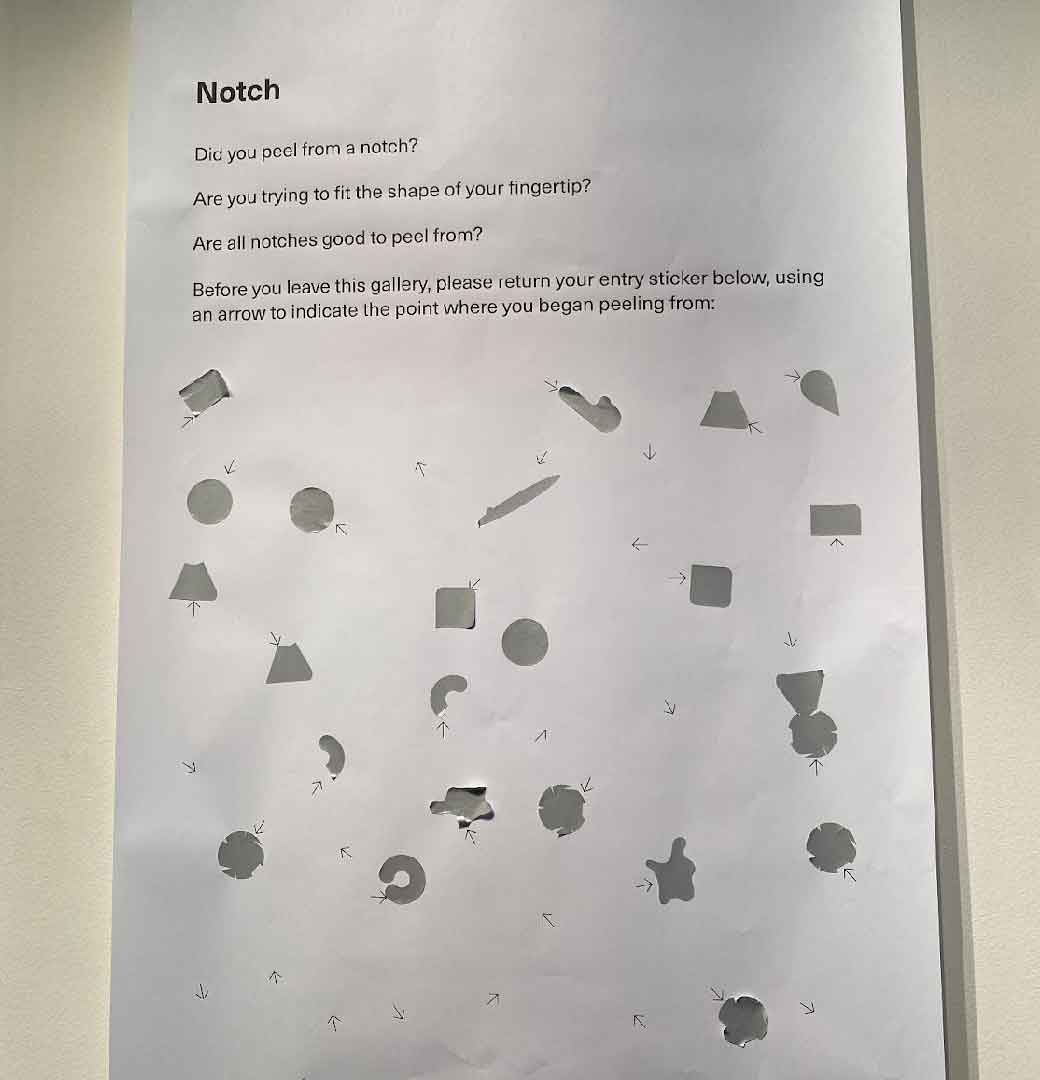 Notch
Did you peel from a notch?
Are you trying to fit the shape of your fingertip?
Are all notches good to peel from?
Before you leave this gallery, please return your entry sticker below, using
an arrow to indicate the point where you began peeling from: